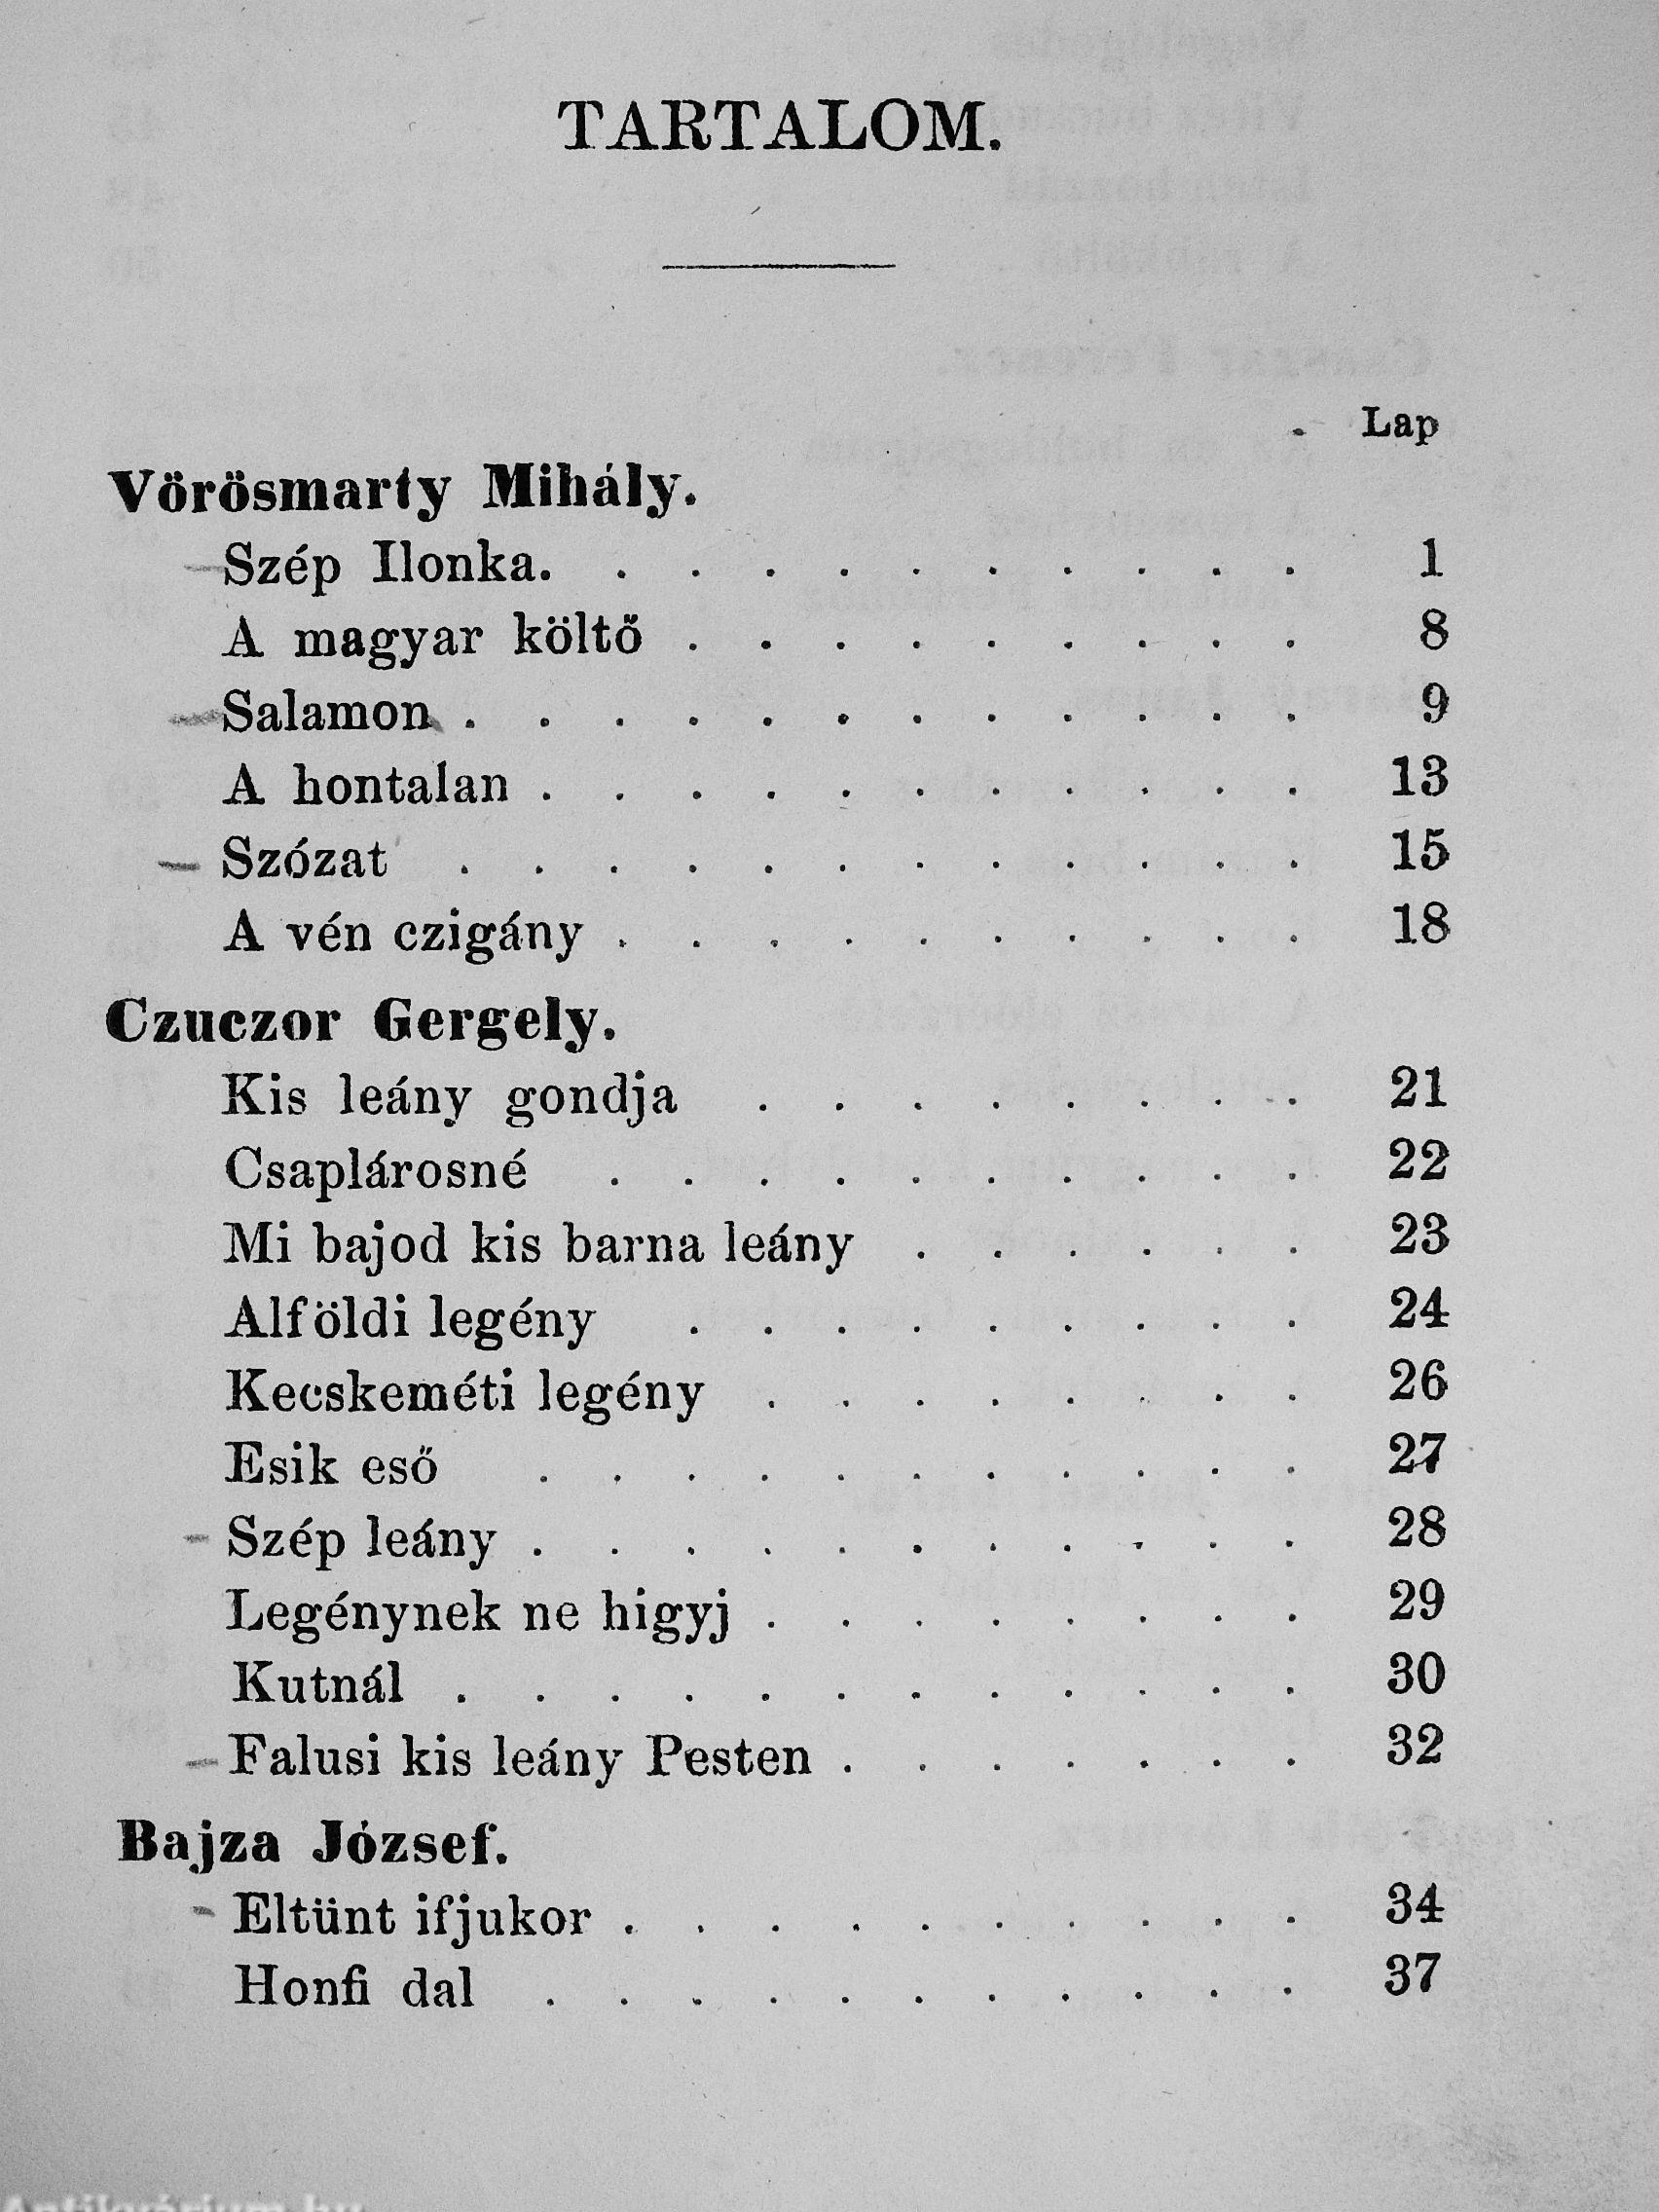 TARTALOM.
Lap
Vörösmarty Mihály.
Szép Ilonka. . . . . . . . . . . 1
A magyar költő . . . . . . . . . 8
Salamon . . . . . . . . . . . . 9
A hontalan . . . . . . . . . . . 13
Szózat . . . . . . . . . . . . 15
A vén czigány . . . . . . . . . . 18
Czuczor Gergely.
Kis leány gondja . . . . . . . . 21
Csaplárosné . . . . . . . . . . 22
Mi bajod kis barna leány . . . . . . 23
Alföldi legény . . . . . . . . . 24
Kecskeméti legény . . . . . . . . 26
Esik eső . . . . . . . . . . . 27
Szép leány . . . . . . . . . . . 28
Legénynek ne higyj . . . . . . . . 29
Kutnál . . . . . . . . . . . . 30
Falusi kis leány Pesten . . . . . . . 32
Bajza József.
Eltünt ifjukor . . . . . . . . . . 34
Honfi dal . . . . . . . . . . . 37